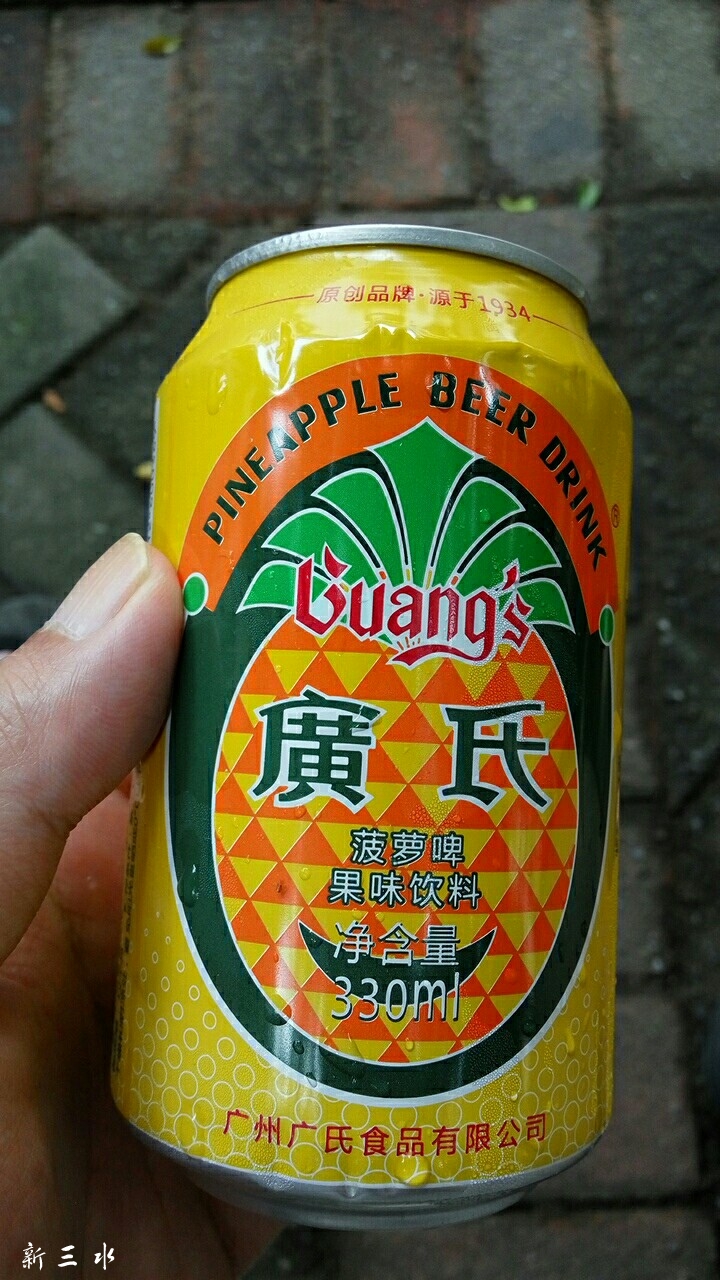 原创品牌·源于1934
PINEAPPLE BEER DRINK
®
Guang's
廣氏
菠萝啤
果味饮料
净含量
330ml
广州广氏食品有限公司
新三水